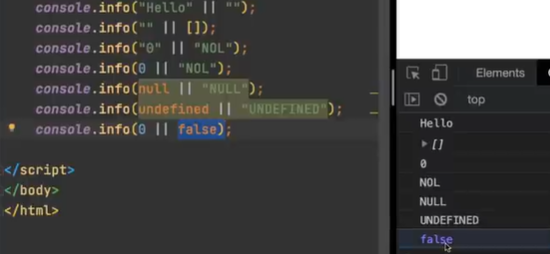 console.info("Hello" || "");
console.info("" || []);
console.info("0" || "NOL");
console.info(0 || "NOL");
console.info(null || "NULL");
console.info(undefined || "UNDEFINED");
console.info(0 || false);
</script>
</body>
</html>
Elements
top
Hello
[]
0
NOL
NULL
UNDEFINED
false